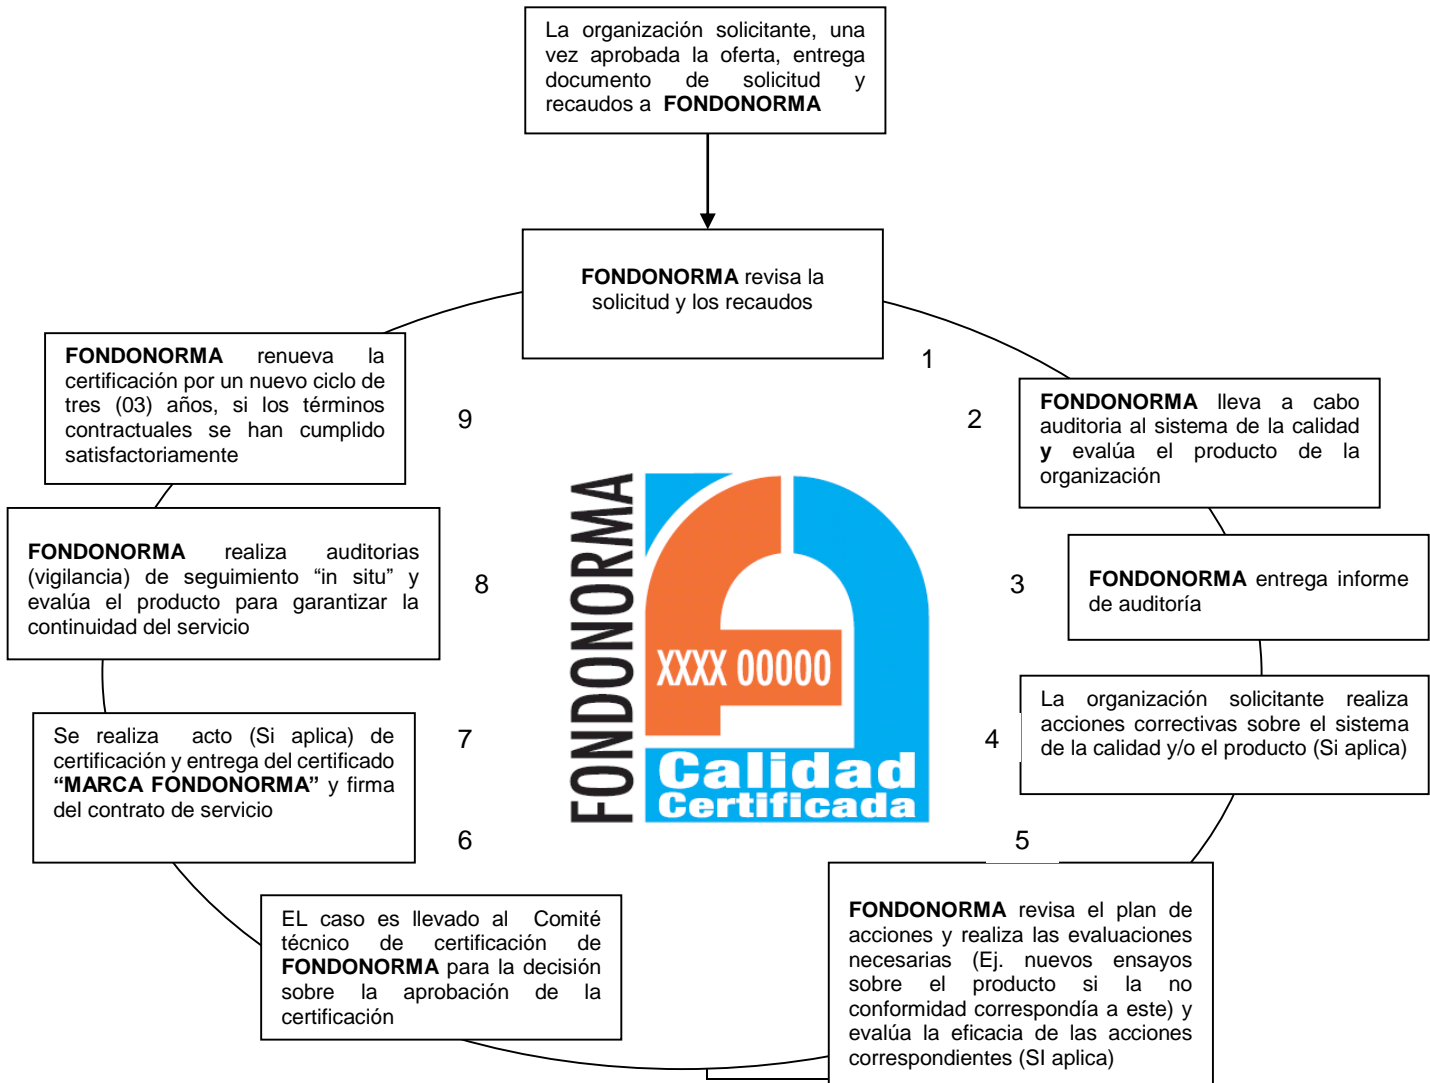 La organización solicitante, una
vez aprobada la oferta, entrega
documento de solicitud y
recaudos a FONDONORMA
FONDONORMA revisa la
solicitud y los recaudos
1
2
FONDONORMA lleva a cabo
auditoria al sistema de la calidad
y evalúa el producto de la
organización
3
FONDONORMA entrega informe
de auditoría
4
La organización solicitante realiza
acciones correctivas sobre el sistema
de la calidad y/o el producto (Si aplica)
5
FONDONORMA revisa el plan de
acciones y realiza las evaluaciones
necesarias (Ej. nuevos ensayos
sobre el producto si la no
conformidad correspondía a este) y
evalúa la eficacia de las acciones
correspondientes (SI aplica)
6
EL caso es llevado al Comité
técnico de certificación de
FONDONORMA para la decisión
sobre la aprobación de la
certificación
7
Se realiza acto (Si aplica) de
certificación y entrega del certificado
“MARCA FONDONORMA” y firma
del contrato de servicio
8
FONDONORMA realiza auditorias
(vigilancia) de seguimiento “in situ” y
evalúa el producto para garantizar la
continuidad del servicio
9
FONDONORMA renueva la
certificación por un nuevo ciclo de
tres (03) años, si los términos
contractuales se han cumplido
satisfactoriamente
FONDONORMA
XXXX 00000
Calidad
Certificada